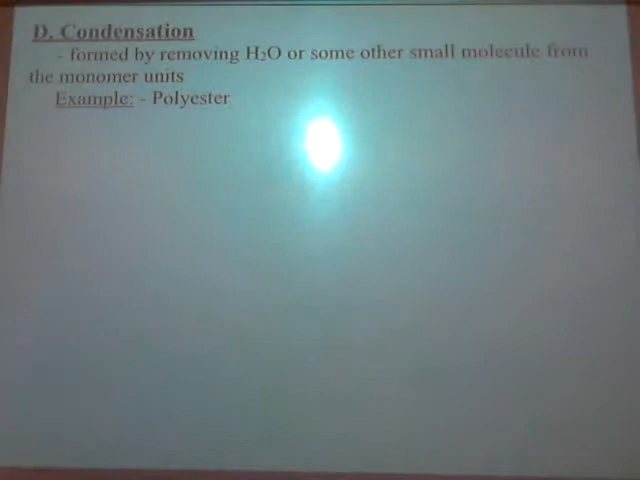 D. Condensation
- formed by removing H₂O or some other small molecule from
the monomer units
Example: - Polyester